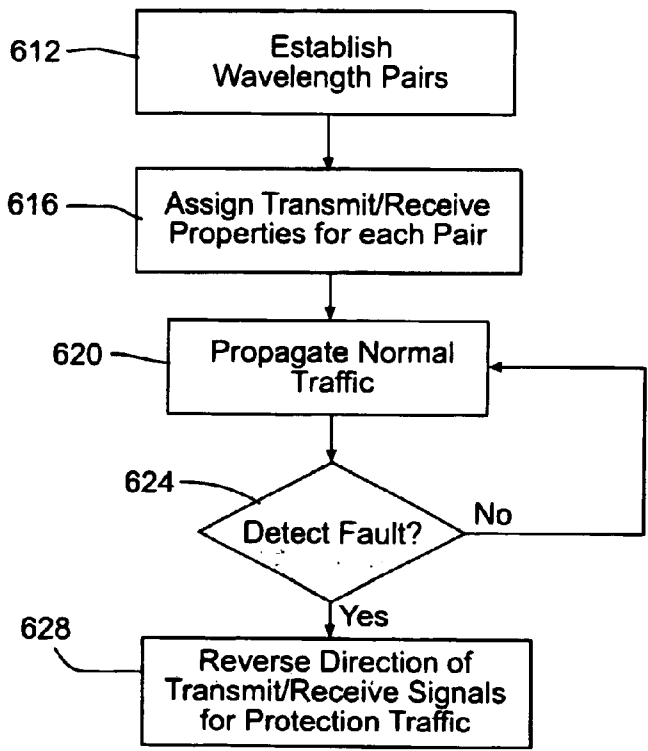 612
Establish
Wavelength Pairs
616
Assign Transmit/Receive
Properties for each Pair
620
Propagate Normal
Traffic
624
Detect Fault?
No
Yes
628
Reverse Direction of
Transmit/Receive Signals
for Protection Traffic